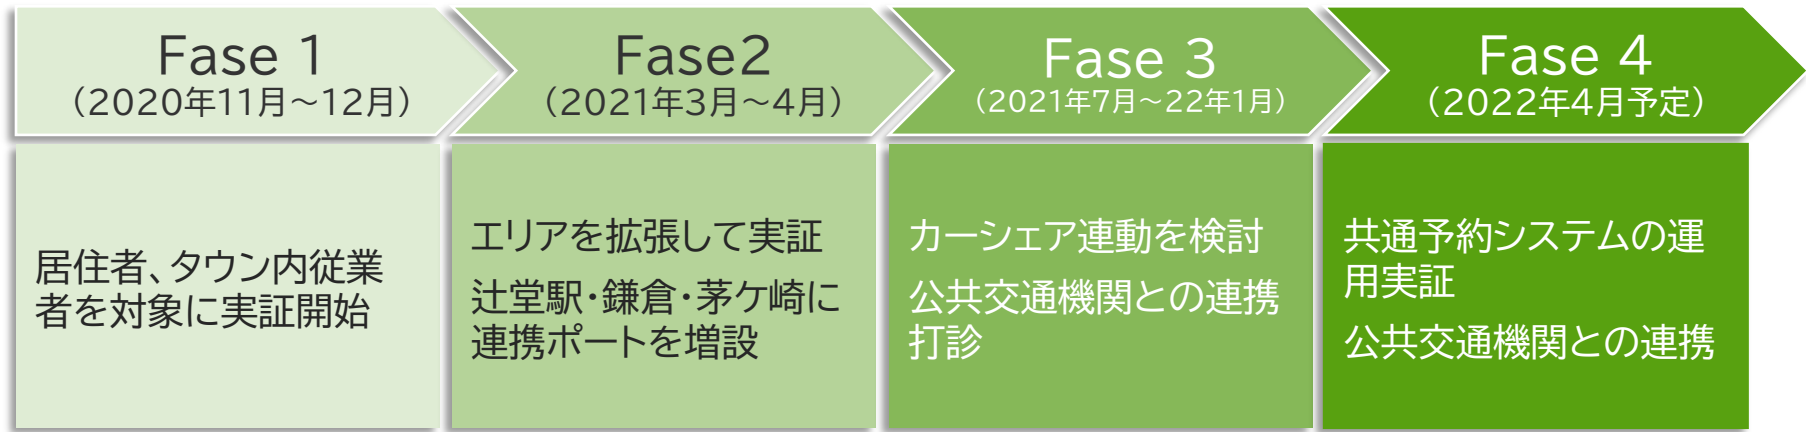 Fase 1
（2020年11月～12月）
居住者、タウン内従業
者を対象に実証開始
Fase2
（2021年3月～4月）
エリアを拡張して実証
辻堂駅・鎌倉・茅ケ崎に
連携ポートを増設
Fase 3
（2021年7月～22年1月）
カーシェア連動を検討
公共交通機関との連携
打診
Fase 4
（2022年4月予定）
共通予約システムの運
用実証
公共交通機関との連携